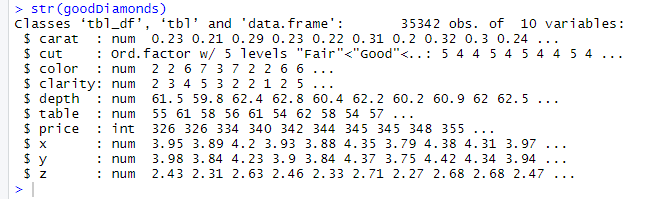 > str(goodDiamonds)
Classes ‘tbl_df’, ‘tbl’ and 'data.frame':	35342 obs. of  10 variables:
 $ carat  : num  0.23 0.21 0.29 0.23 0.22 0.31 0.2 0.32 0.3 0.24 ...
 $ cut    : Ord.factor w/ 5 levels "Fair"<"Good"<..: 5 4 4 5 4 5 4 4 5 4 ...
 $ color  : num  2 2 6 7 3 7 2 2 6 6 ...
 $ clarity: num  2 3 4 5 3 2 2 1 2 5 ...
 $ depth  : num  61.5 59.8 62.4 62.8 60.4 62.2 60.2 60.9 62 62.5 ...
 $ table  : num  55 61 58 56 61 54 62 58 54 57 ...
 $ price  : int  326 326 334 340 342 344 345 345 348 355 ...
 $ x      : num  3.95 3.89 4.2 3.93 3.88 4.35 3.79 4.38 4.31 3.97 ...
 $ y      : num  3.98 3.84 4.23 3.9 3.84 4.37 3.75 4.42 4.34 3.94 ...
 $ z      : num  2.43 2.31 2.63 2.46 2.33 2.71 2.27 2.68 2.68 2.47 ...
>